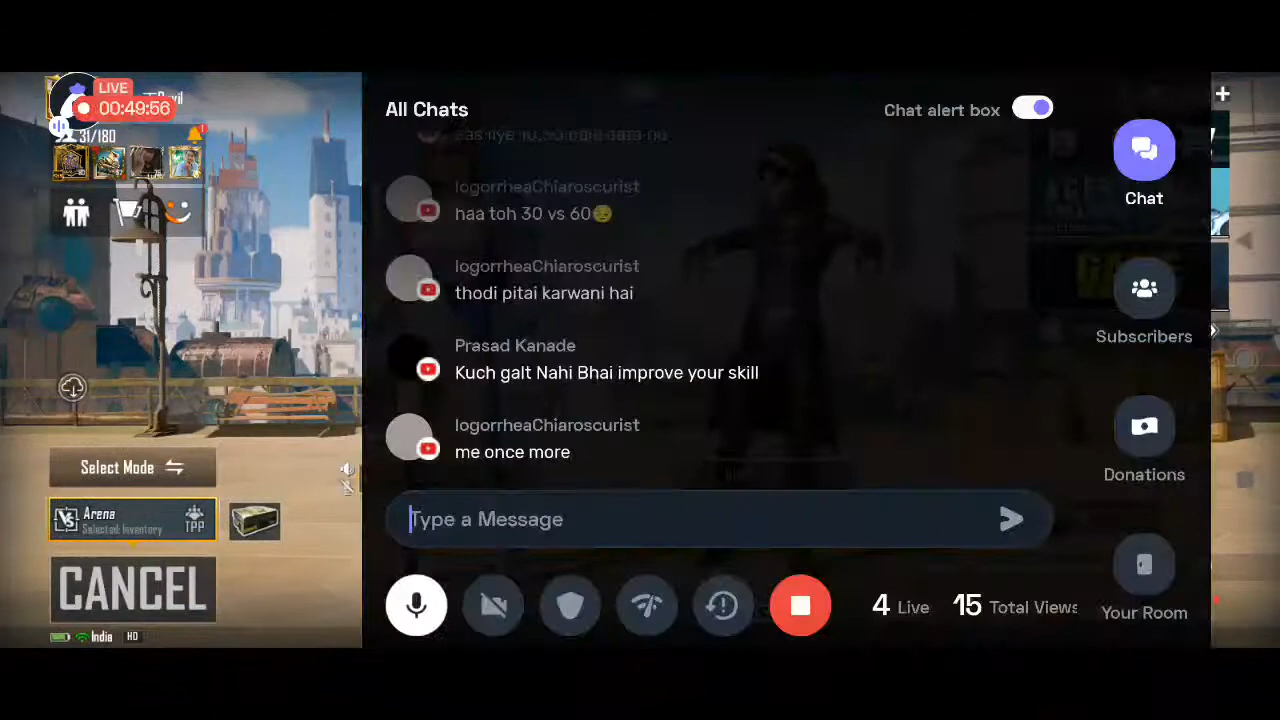 LIVE
00:49:56
31/180
All Chats
Chat alert box
logorrheaChiaroscurist
haa toh 30 vs 60😏
logorrheaChiaroscurist
thodi pitai karwani hai
Prasad Kanade
Kuch galt Nahi Bhai improve your skill
logorrheaChiaroscurist
me once more
Type a Message
4 Live 15 Total Views
Chat
Subscribers
Donations
Your Room
Select Mode
Arena
Selected: Inventory
TPP
CANCEL
India HD